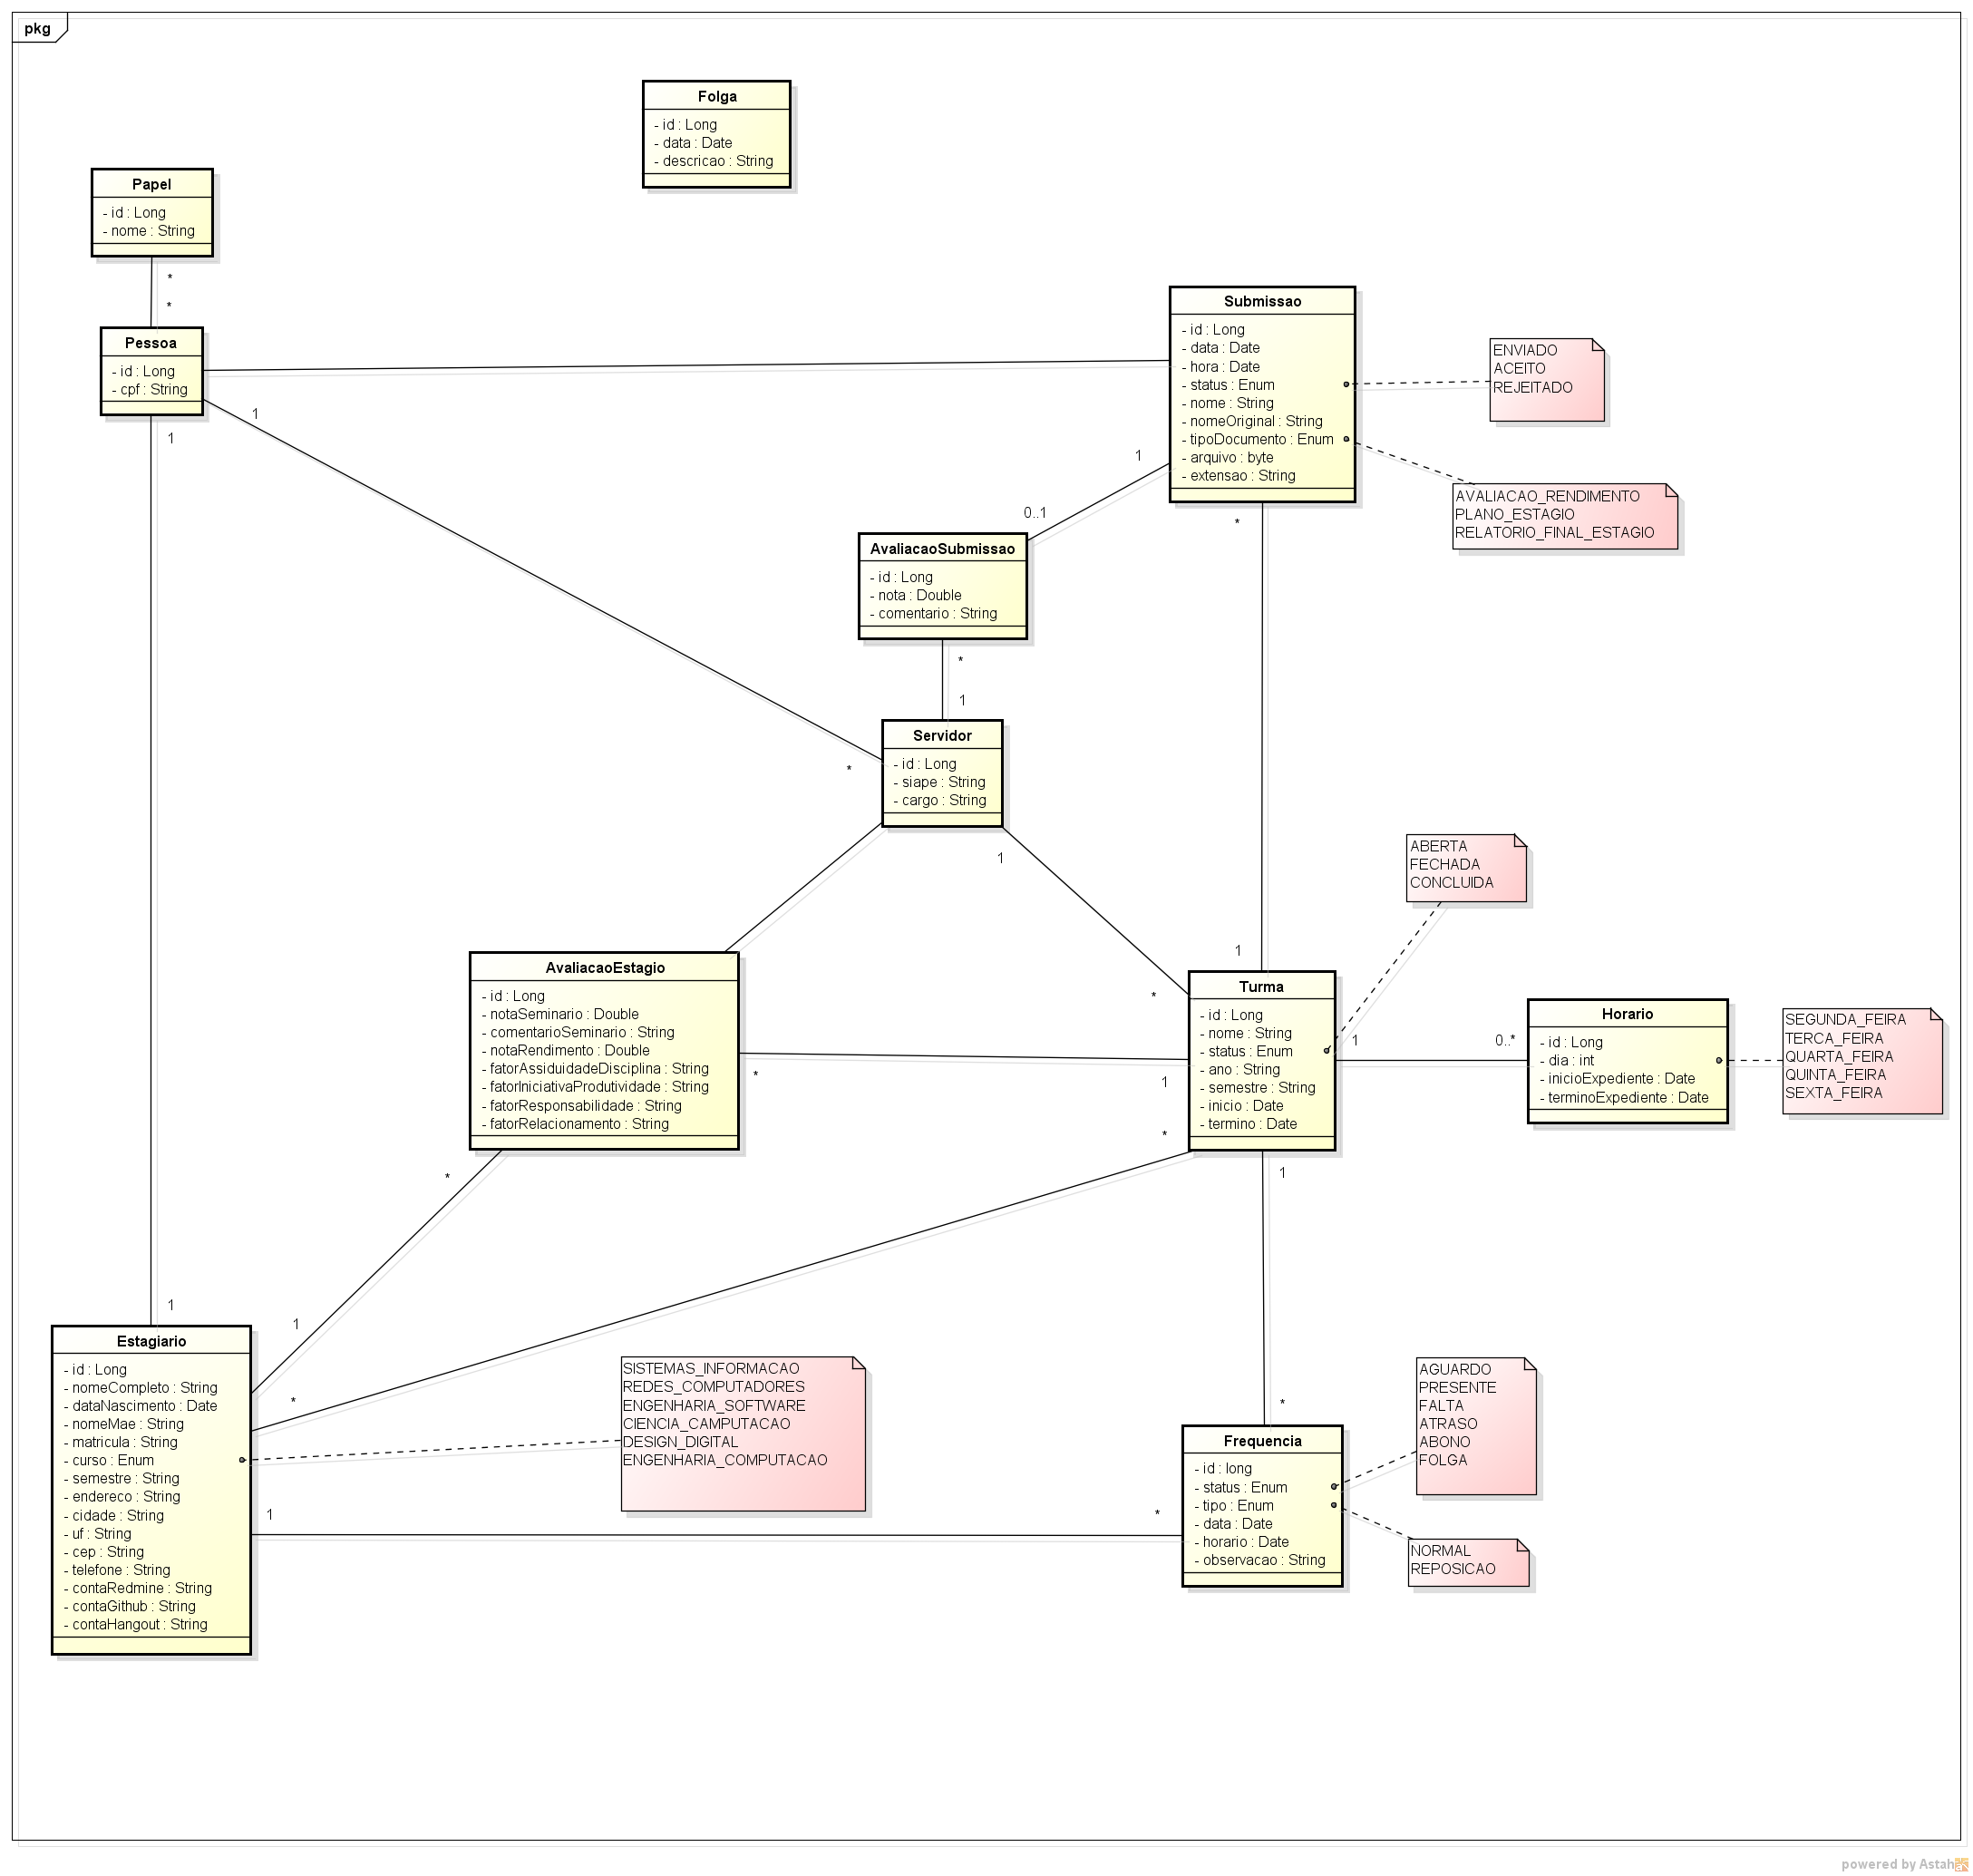 pkg
Folga
- id : Long
- data : Date
- descricao : String
Papel
- id : Long
- nome : String
*
*
Pessoa
- id : Long
- cpf : String
1
1
Submissao
- id : Long
- data : Date
- hora : Date
- status : Enum
- nome : String
- nomeOriginal : String
- tipoDocumento : Enum
- arquivo : byte
- extensao : String
ENVIADO
ACEITO
REJEITADO
AVALIACAO_RENDIMENTO
PLANO_ESTAGIO
RELATORIO_FINAL_ESTAGIO
1
0..1
*
AvaliacaoSubmissao
- id : Long
- nota : Double
- comentario : String
*
1
Servidor
- id : Long
- siape : String
- cargo : String
*
1
ABERTA
FECHADA
CONCLUIDA
AvaliacaoEstagio
- id : Long
- notaSeminario : Double
- comentarioSeminario : String
- notaRendimento : Double
- fatorAssiduidadeDisciplina : String
- fatorIniciativaProdutividade : String
- fatorResponsabilidade : String
- fatorRelacionamento : String
*
1
*
1
Turma
- id : Long
- nome : String
- status : Enum
- ano : String
- semestre : String
- inicio : Date
- termino : Date
1
0..*
Horario
- id : Long
- dia : int
- inicioExpediente : Date
- terminoExpediente : Date
SEGUNDA_FEIRA
TERCA_FEIRA
QUARTA_FEIRA
QUINTA_FEIRA
SEXTA_FEIRA
*
*
1
1
1
*
Estagiario
- id : Long
- nomeCompleto : String
- dataNascimento : Date
- nomeMae : String
- matricula : String
- curso : Enum
- semestre : String
- endereco : String
- cidade : String
- uf : String
- cep : String
- telefone : String
- contaRedmine : String
- contaGithub : String
- contaHangout : String
SISTEMAS_INFORMACAO
REDES_COMPUTADORES
ENGENHARIA_SOFTWARE
CIENCIA_CAMPUTACAO
DESIGN_DIGITAL
ENGENHARIA_COMPUTACAO
1
*
*
Frequencia
- id : long
- status : Enum
- tipo : Enum
- data : Date
- horario : Date
- observacao : String
AGUARDO
PRESENTE
FALTA
ATRASO
ABONO
FOLGA
NORMAL
REPOSICAO
powered by Astah